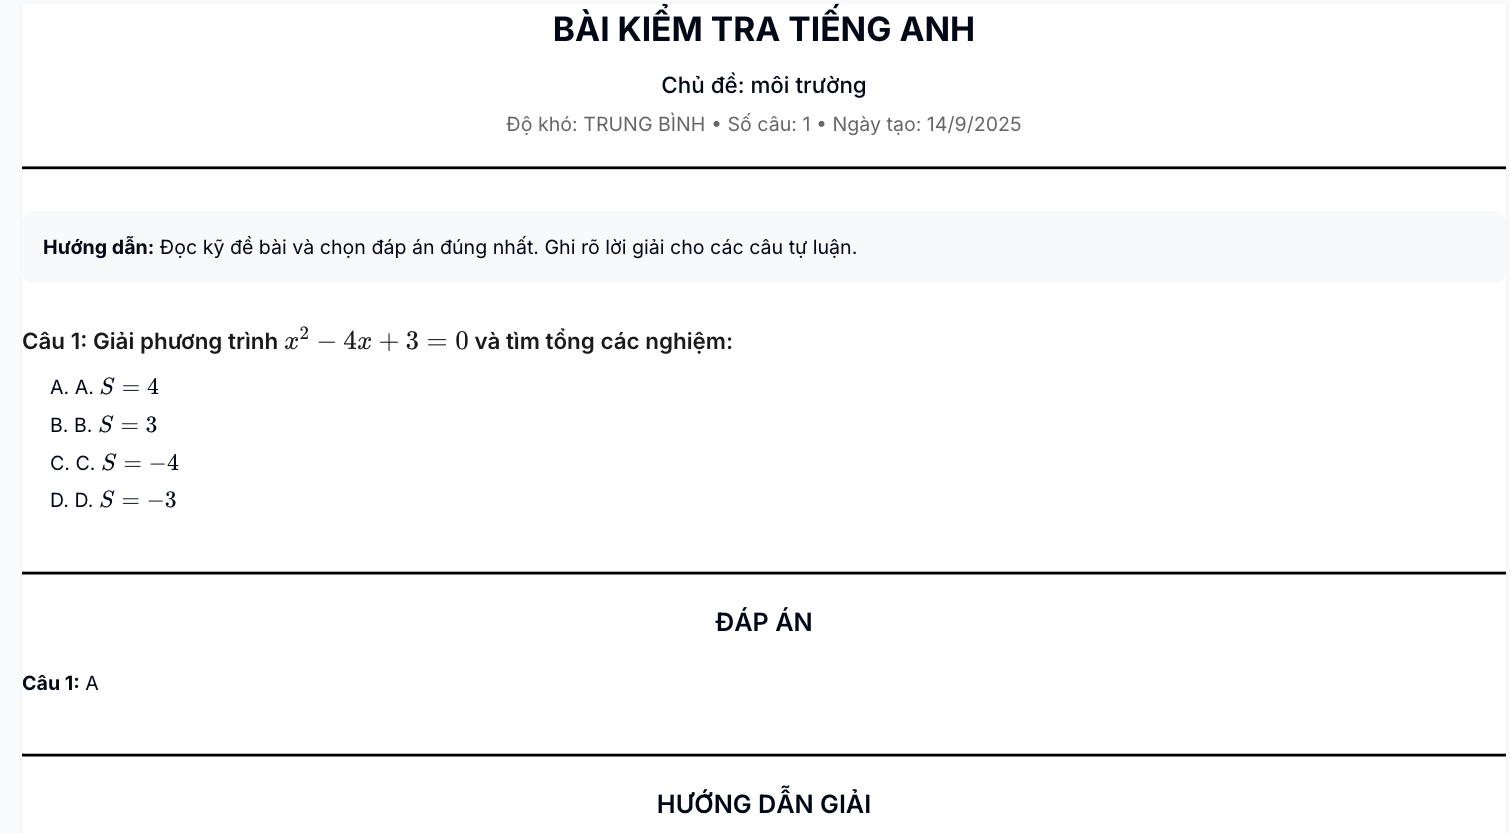 BÀI KIỂM TRA TIẾNG ANH
Chủ đề: môi trường
Độ khó: TRUNG BÌNH • Số câu: 1 • Ngày tạo: 14/9/2025
Hướng dẫn: Đọc kỹ đề bài và chọn đáp án đúng nhất. Ghi rõ lời giải cho các câu tự luận.
Câu 1: Giải phương trình x² − 4x + 3 = 0 và tìm tổng các nghiệm:
A. A. S = 4
B. B. S = 3
C. C. S = −4
D. D. S = −3
ĐÁP ÁN
Câu 1: A
HƯỚNG DẪN GIẢI